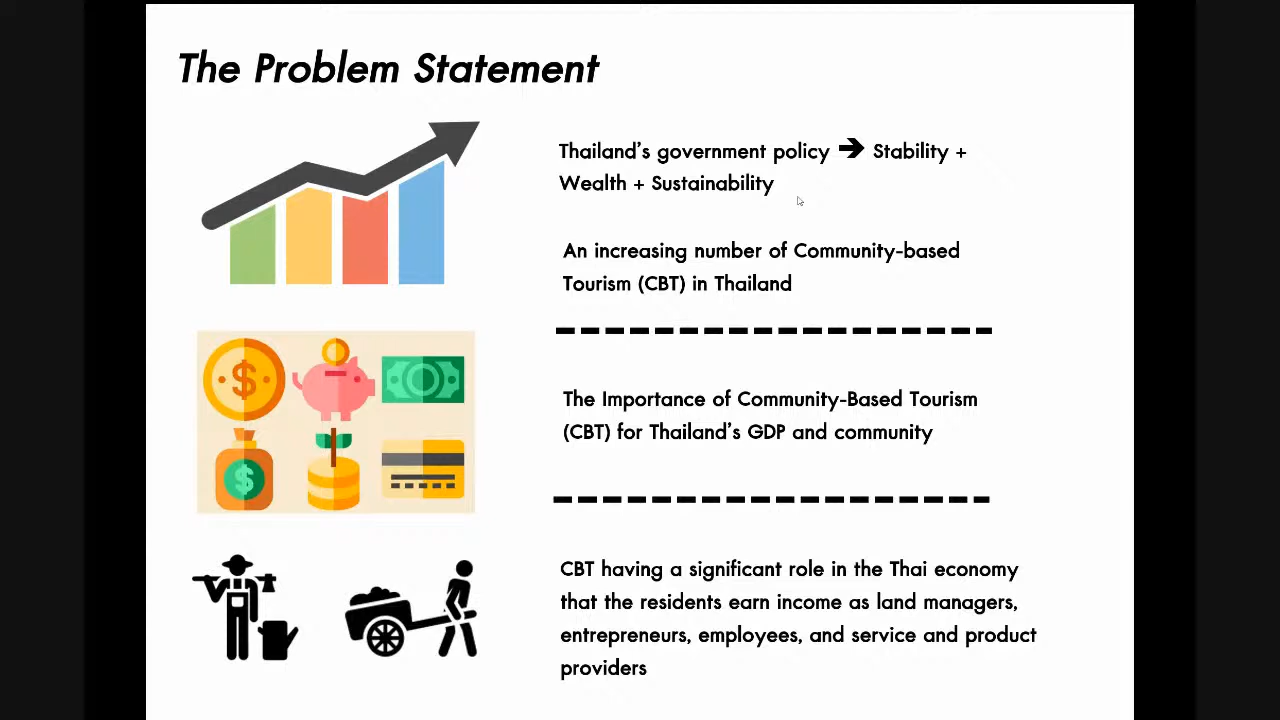 The Problem Statement
Thailand's government policy ➔ Stability +
Wealth + Sustainability
An increasing number of Community-based
Tourism (CBT) in Thailand
The Importance of Community-Based Tourism
(CBT) for Thailand's GDP and community
CBT having a significant role in the Thai economy
that the residents earn income as land managers,
entrepreneurs, employees, and service and product
providers